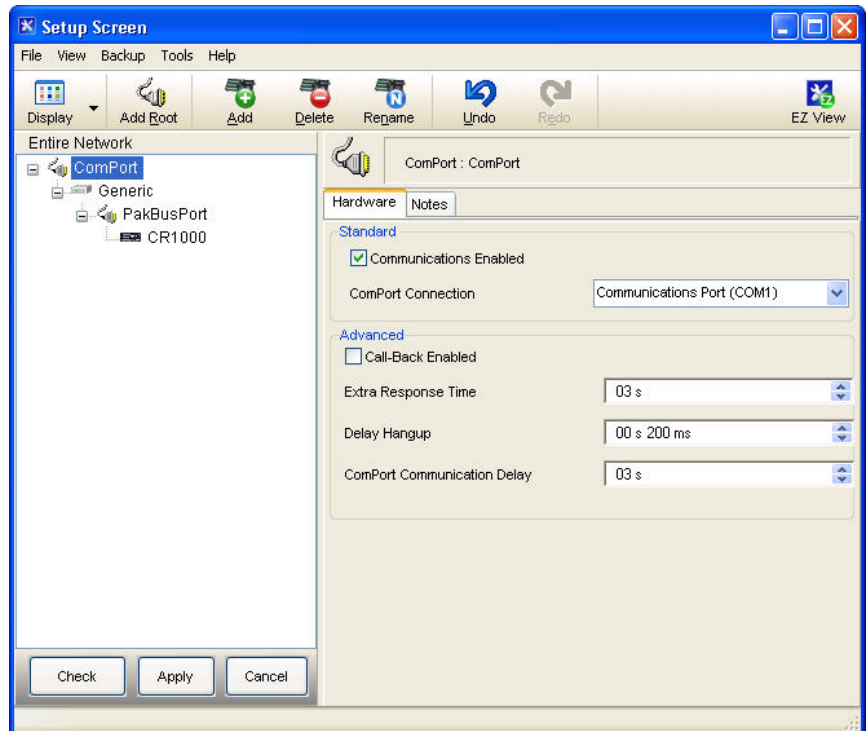 Setup Screen
File View Backup Tools Help
Display Add Root Add Delete Rename Undo Redo EZ View
Entire Network
ComPort
Generic
PakBusPort
CR1000
ComPort : ComPort
Hardware Notes
Standard
Communications Enabled
ComPort Connection Communications Port (COM1)
Advanced
Call-Back Enabled
Extra Response Time 03 s
Delay Hangup 00 s 200 ms
ComPort Communication Delay 03 s
Check Apply Cancel